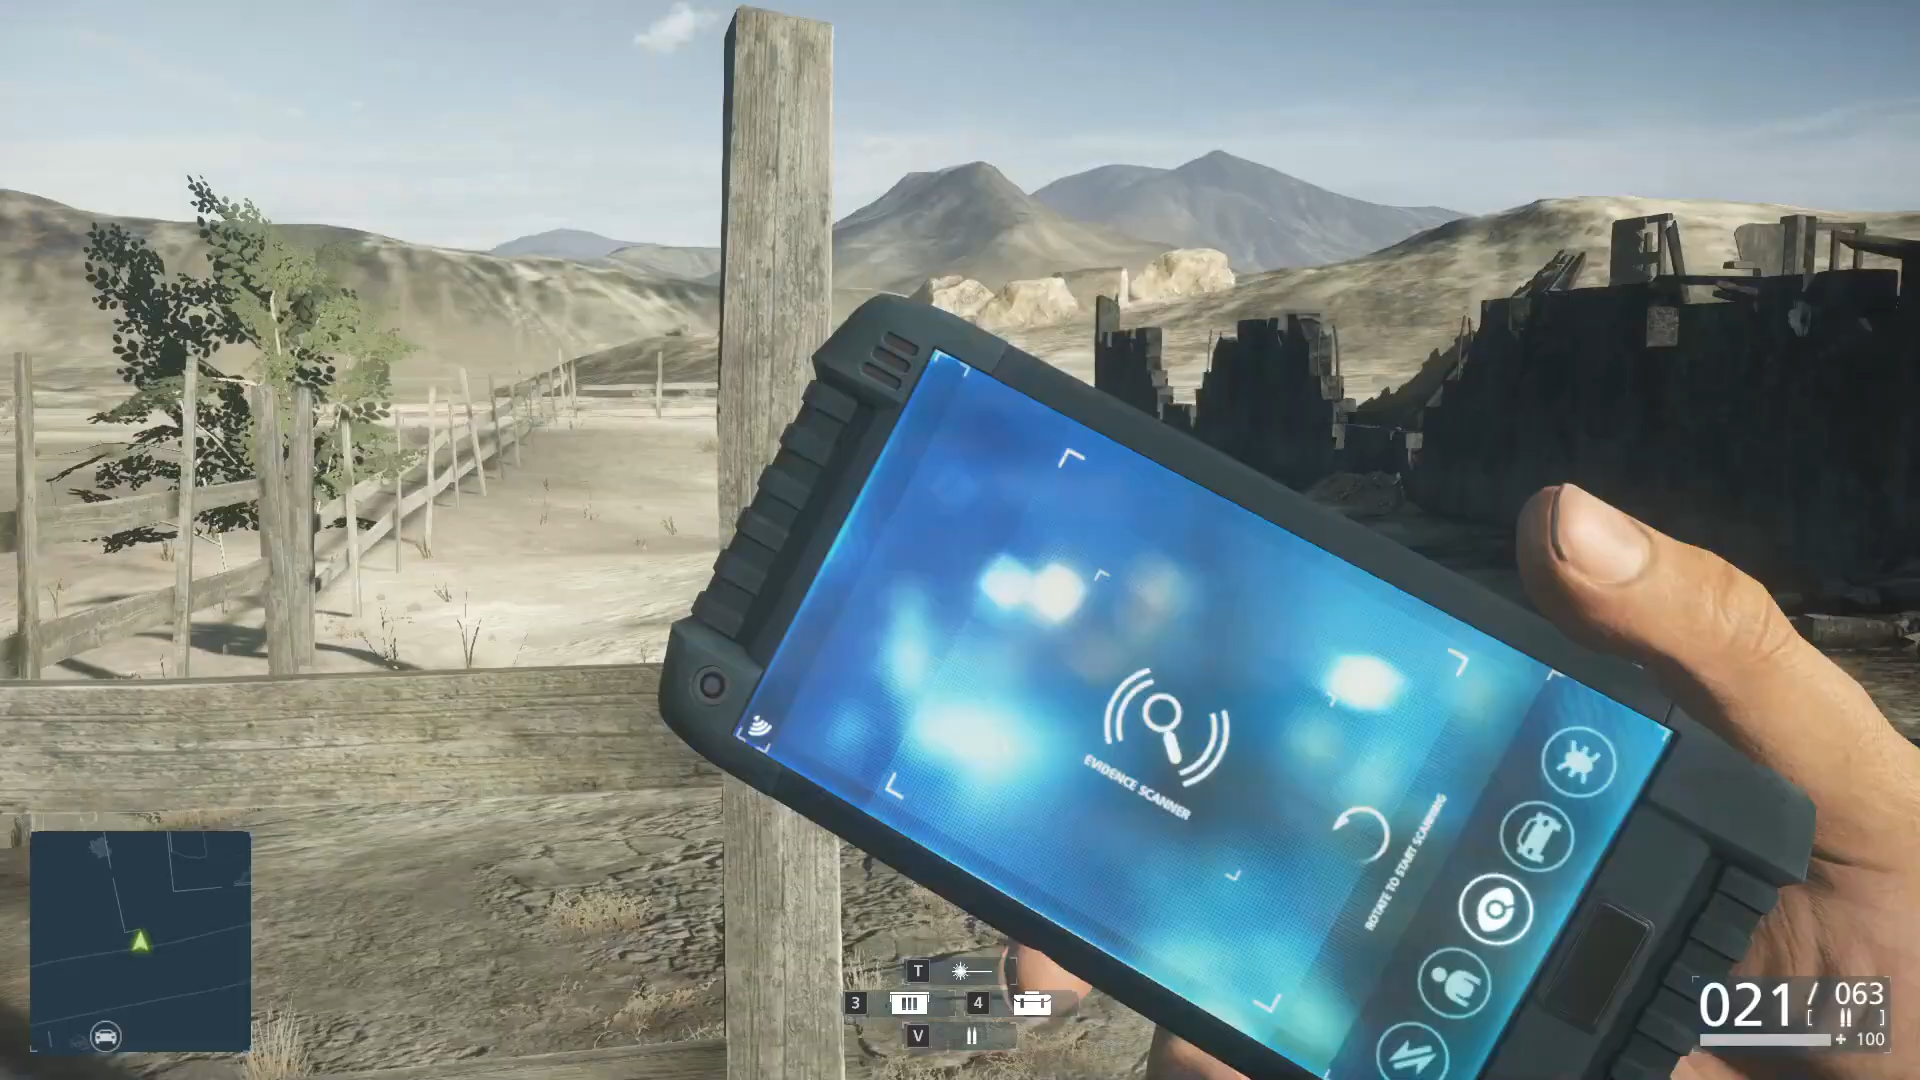 EVIDENCE SCANNER
ROTATE TO START SCANNING
T
3
4
V
021 / 063
[ ]
+ 100